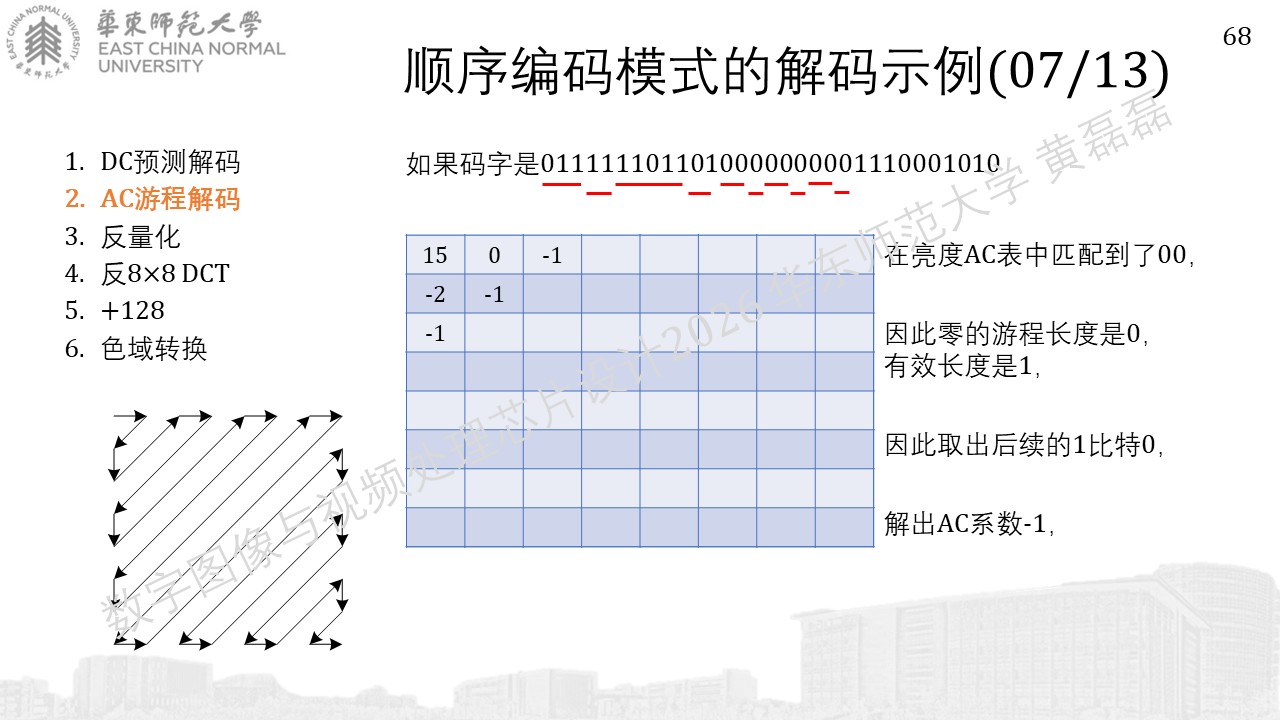 華東師範大學
EAST CHINA NORMAL
UNIVERSITY
68
顺序编码模式的解码示例(07/13)
1. DC预测解码
2. AC游程解码
3. 反量化
4. 反8×8 DCT
5. +128
6. 色域转换
如果码字是0111111011010000000001110001010
15 0 -1
-2 -1
-1
在亮度AC表中匹配到了00，
因此零的游程长度是0，
有效长度是1，
因此取出后续的1比特0，
解出AC系数-1，
数字图像与视频处理芯片设计2026 华东师范大学 黄磊磊